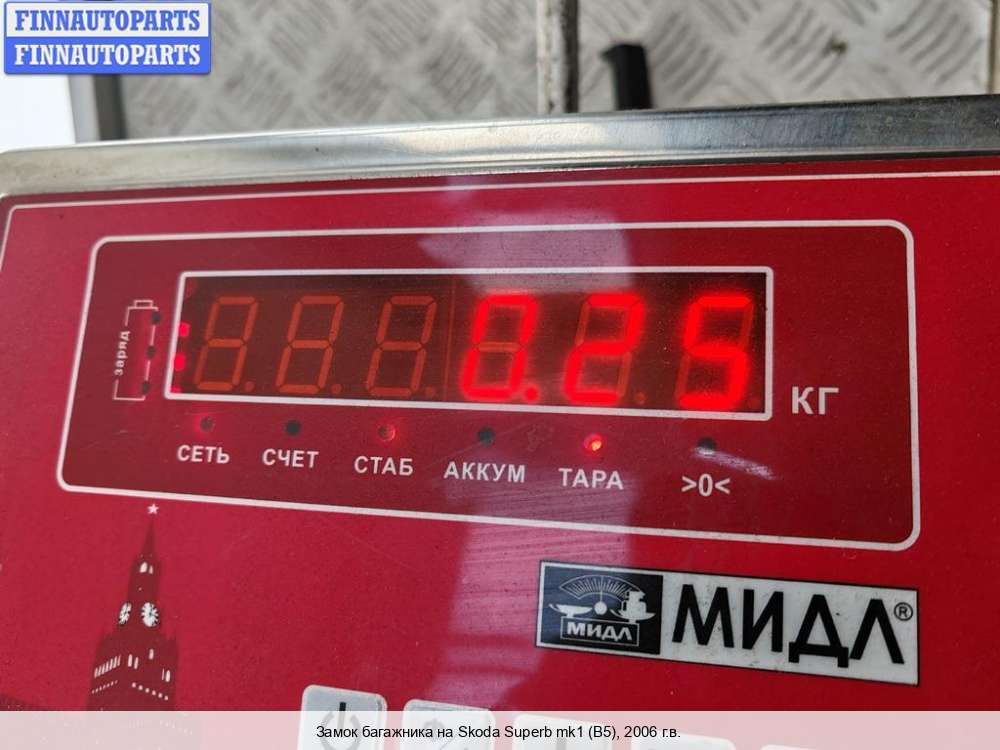 FINNAUTOPARTS
FINNAUTOPARTS
заряд
0.25
КГ
СЕТЬ СЧЕТ СТАБ АККУМ ТАРА >0<
МИДЛ МИДЛ®
Замок багажника на Skoda Superb mk1 (B5), 2006 г.в.